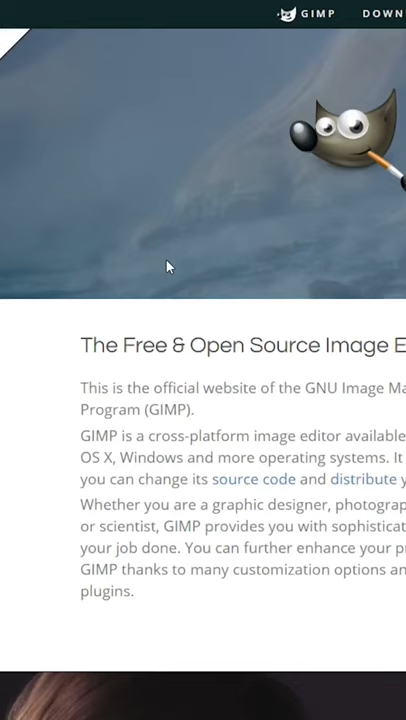 GIMP DOWN
The Free & Open Source Image E
This is the official website of the GNU Image Ma
Program (GIMP).
GIMP is a cross-platform image editor available
OS X, Windows and more operating systems. It
you can change its source code and distribute y
Whether you are a graphic designer, photograp
or scientist, GIMP provides you with sophisticat
your job done. You can further enhance your pr
GIMP thanks to many customization options an
plugins.